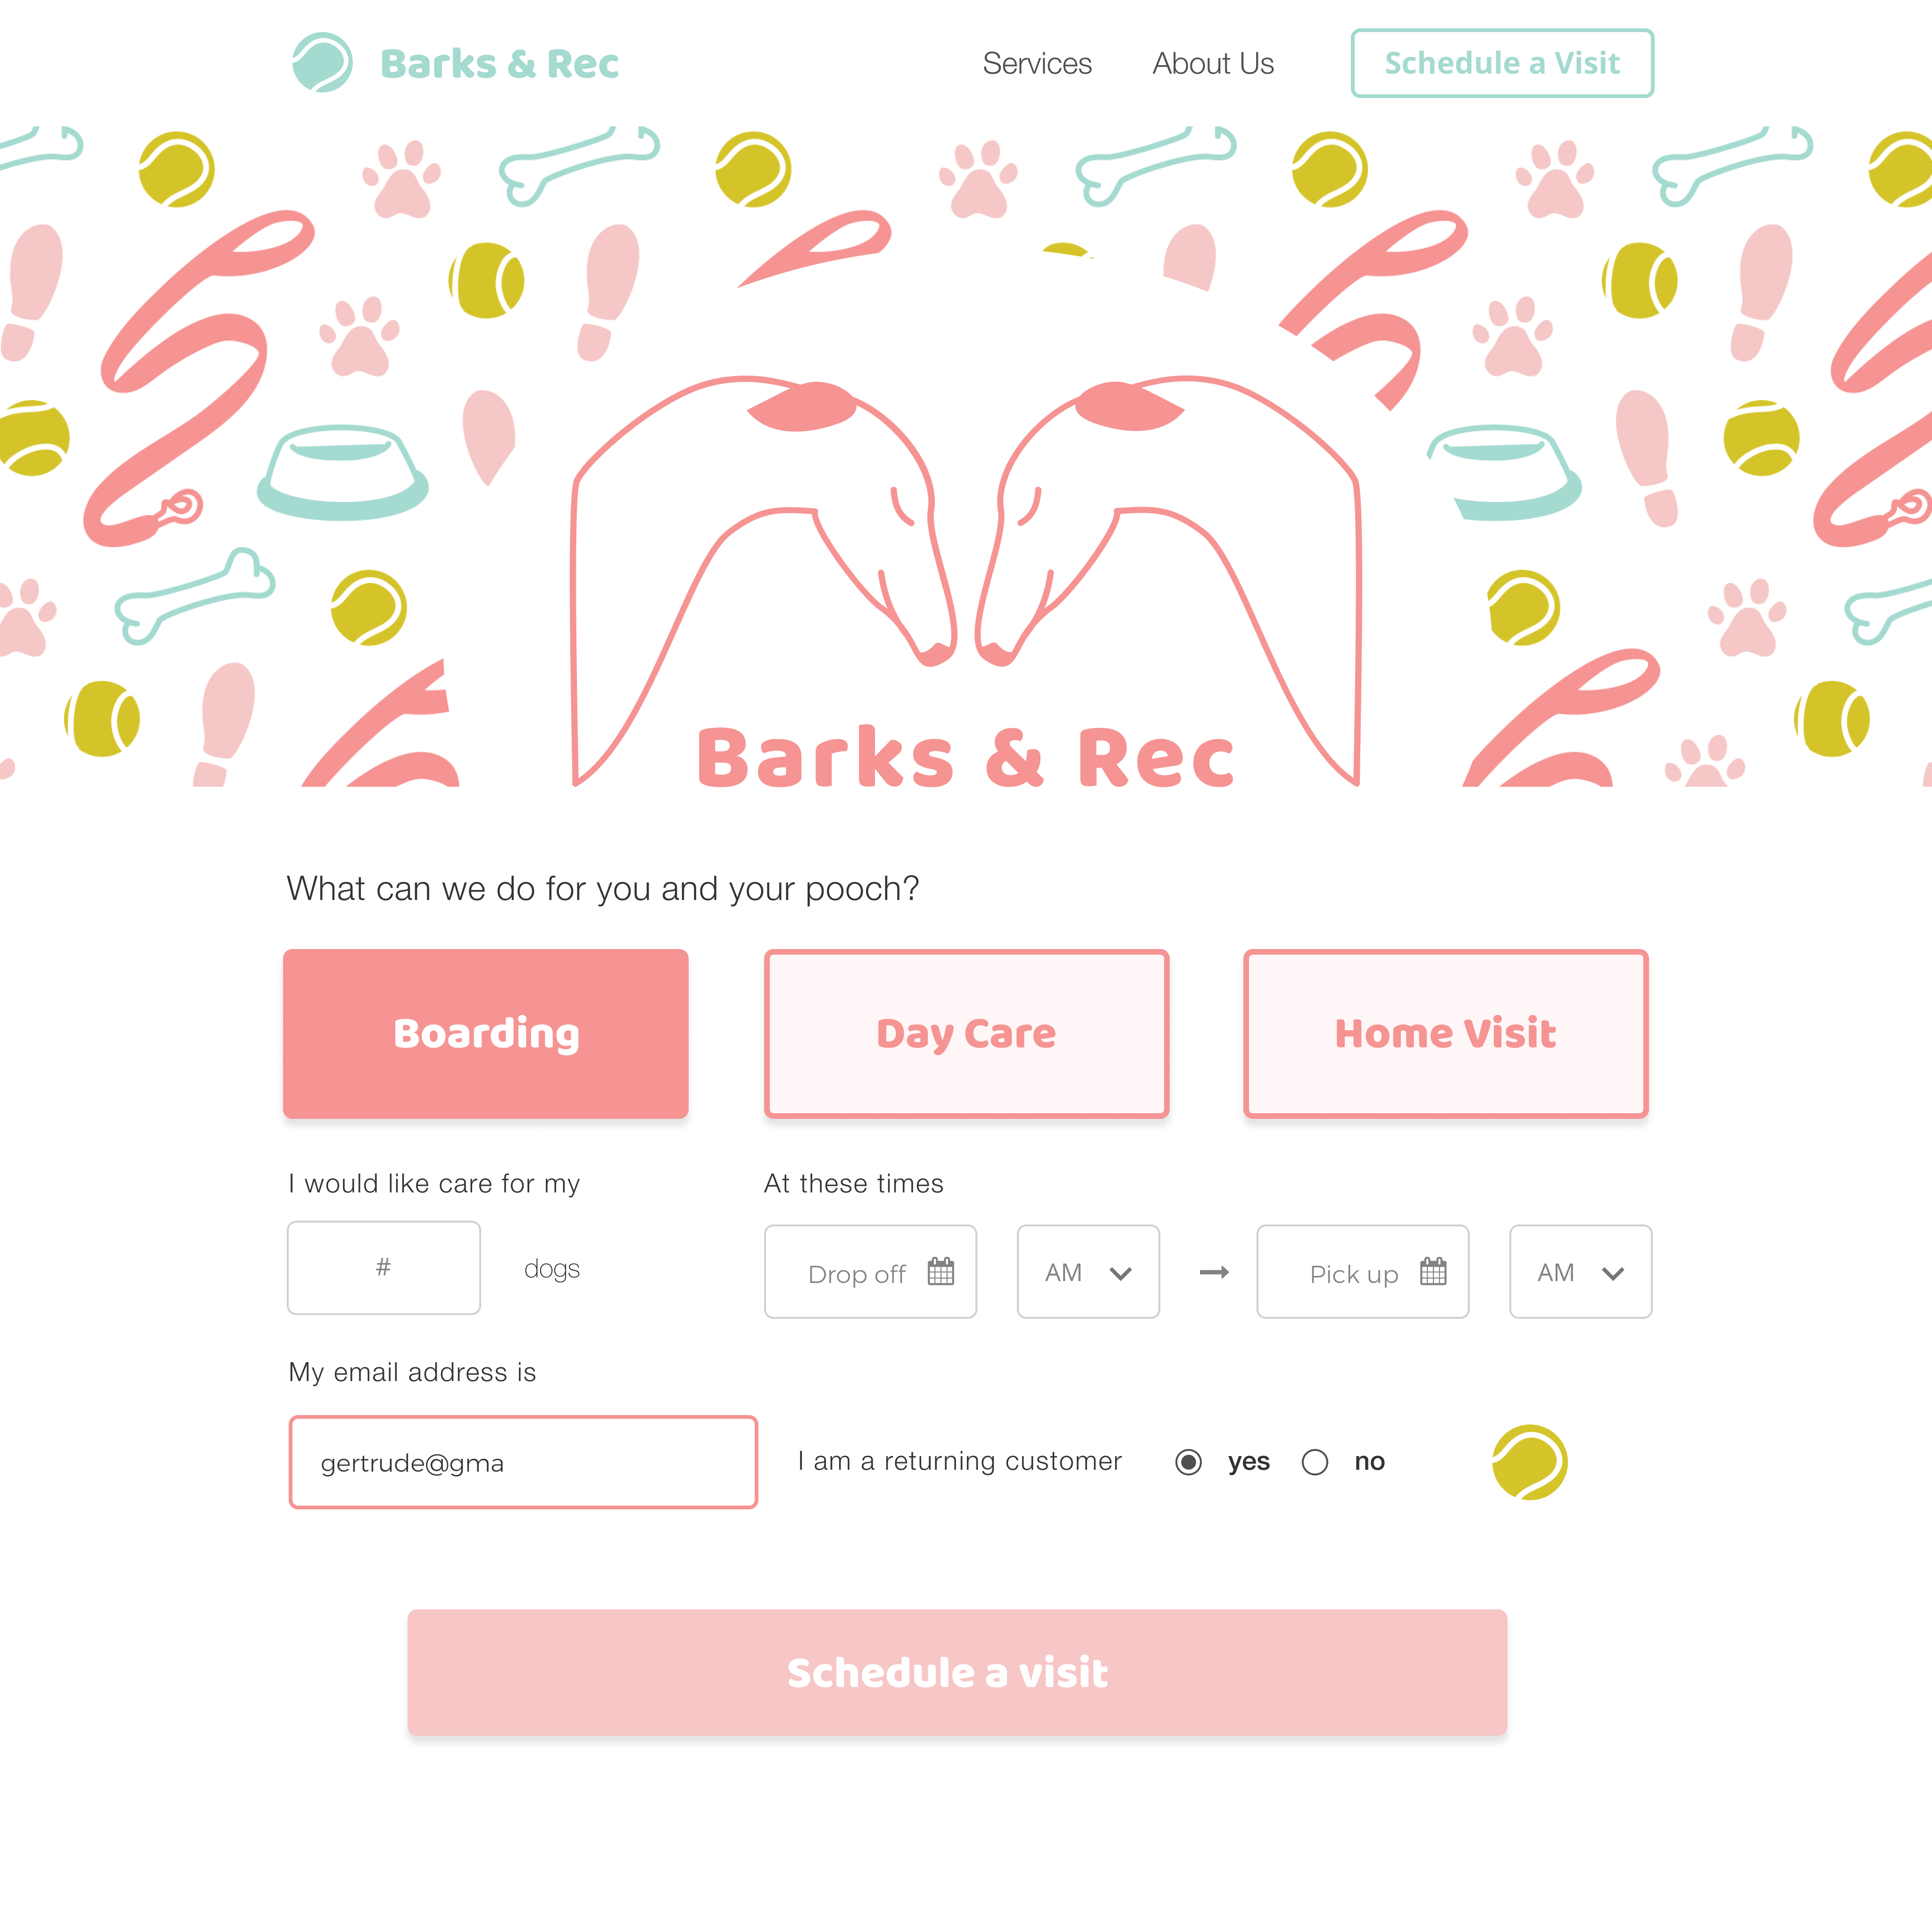 Barks & Rec
Services
About Us
Schedule a Visit
Barks & Rec
What can we do for you and your pooch?
Boarding
Day Care
Home Visit
I would like care for my
At these times
#
dogs
Drop off
AM
Pick up
AM
My email address is
gertrude@gma
I am a returning customer
yes
no
Schedule a visit